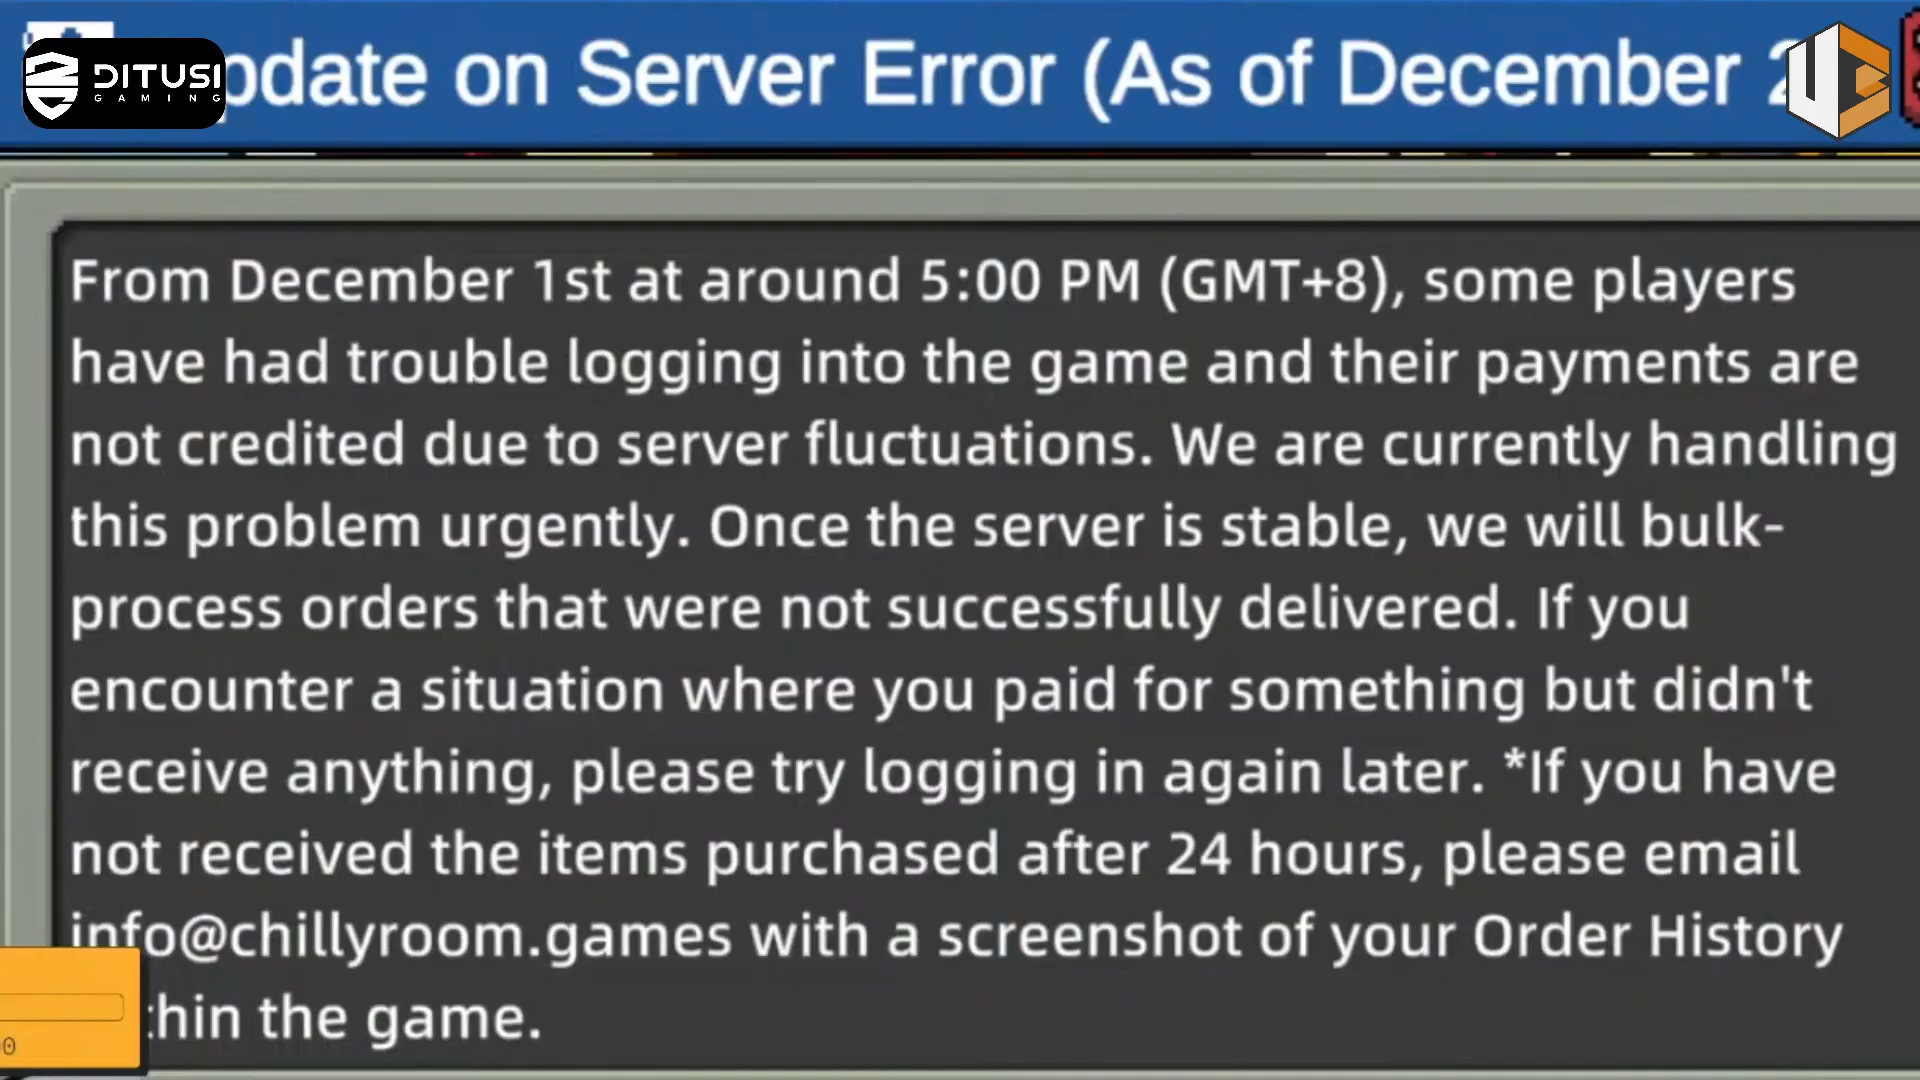 DITUSI
GAMING
pdate on Server Error (As of December
From December 1st at around 5:00 PM (GMT+8), some players
have had trouble logging into the game and their payments are
not credited due to server fluctuations. We are currently handling
this problem urgently. Once the server is stable, we will bulk-
process orders that were not successfully delivered. If you
encounter a situation where you paid for something but didn't
receive anything, please try logging in again later. *If you have
not received the items purchased after 24 hours, please email
info@chillyroom.games with a screenshot of your Order History
thin the game.